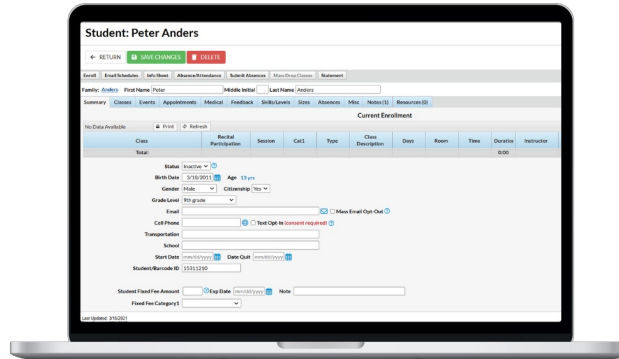 Student: Peter Anders
← RETURN SAVE CHANGES DELETE
Enroll Email Schedules Info Sheet Absence/Attendance Submit Absences Mass Drop Classes Statement
Family: Anders First Name Peter Middle Initial Last Name Anders
Summary Classes Events Appointments Medical Feedback Skills/Levels Sizes Absences Misc Notes (1) Resources (0)
Current Enrollment
No Data Available Print Refresh
Class Recital Participation Session Cat1 Type Class Description Days Room Time Duration Instructor
Total: 0:00
Status Inactive
Birth Date 3/18/2011 Age 13 yrs
Gender Male Citizenship Yes
Grade Level 9th grade
Email Mass Email Opt-Out
Cell Phone Text Opt-In (consent required)
Transportation
School
Start Date mm/dd/yyyy Date Quit mm/dd/yyyy
Student/Barcode ID 15311210
Student Fixed Fee Amount Exp Date mm/dd/yyyy Note
Fixed Fee Category1
Last Updated: 3/15/2021